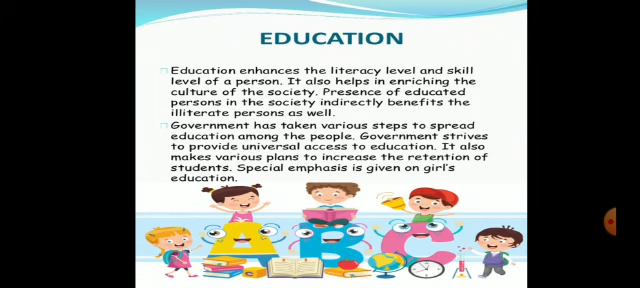 EDUCATION
Education enhances the literacy level and skill
level of a person. It also helps in enriching the
culture of the society. Presence of educated
persons in the society indirectly benefits the
illiterate persons as well.
Government has taken various steps to spread
education among the people. Government strives
to provide universal access to education. It also
makes various plans to increase the retention of
students. Special emphasis is given on girl's
education.
A B C